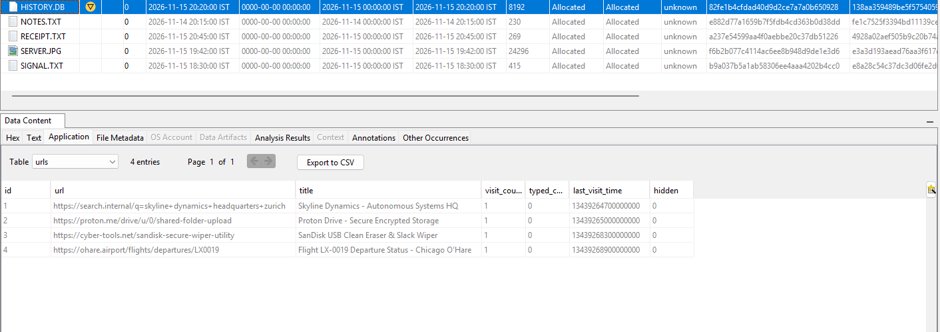 HISTORY.DB 0 2026-11-15 20:20:00 IST 0000-00-00 00:00:00 2026-11-15 00:00:00 IST 2026-11-15 20:20:00 IST 8192 Allocated Allocated unknown 82fe1b4cfdad40d9d2ce7a7a0b650928 138aa359489be5f5754059
NOTES.TXT 0 2026-11-15 20:15:00 IST 0000-00-00 00:00:00 2026-11-15 00:00:00 IST 2026-11-15 20:15:00 IST 230 Allocated Allocated unknown e882d77a1659b7f5fdb4cd363b0d38dd
RECEIPT.TXT 0 2026-11-15 20:45:00 IST 0000-00-00 00:00:00 2026-11-15 00:00:00 IST 2026-11-15 20:45:00 IST 269 Allocated Allocated unknown a237e54599aa4f0aebbe20c37db51226
SERVER.JPG 0 2026-11-15 19:42:00 IST 0000-00-00 00:00:00 2026-11-15 00:00:00 IST 2026-11-15 19:42:00 IST 24296 Allocated Allocated unknown f6b2b077c4114ac6ee8b948d9de1e3d6
SIGNAL.TXT 0 2026-11-15 18:30:00 IST 0000-00-00 00:00:00 2026-11-15 00:00:00 IST 2026-11-15 18:30:00 IST 415 Allocated Allocated unknown b9a037b5a1ab58306ee4aaa4202b4cc0
Data Content
Hex Text Application File Metadata OS Account Data Artifacts Analysis Results Context Annotations Other Occurrences
Table urls 4 entries Page 1 of 1 Export to CSV
id url title visit_cou... typed_c... last_visit_time hidden
1 https://search.internal/q=skyline+dynamics+headquarters+zurich Skyline Dynamics - Autonomous Systems HQ 1 0 13439264700000000 0
2 https://proton.me/drive/u/0/shared-folder-upload Proton Drive - Secure Encrypted Storage 1 0 13439265000000000 0
3 https://cyber-tools.net/sandisk-secure-wiper-utility SanDisk USB Clean Eraser & Slack Wiper 1 0 13439268300000000 0
4 https://ohare.airport/flights/departures/LX0019 Flight LX-0019 Departure Status - Chicago O'Hare 1 0 13439268900000000 0